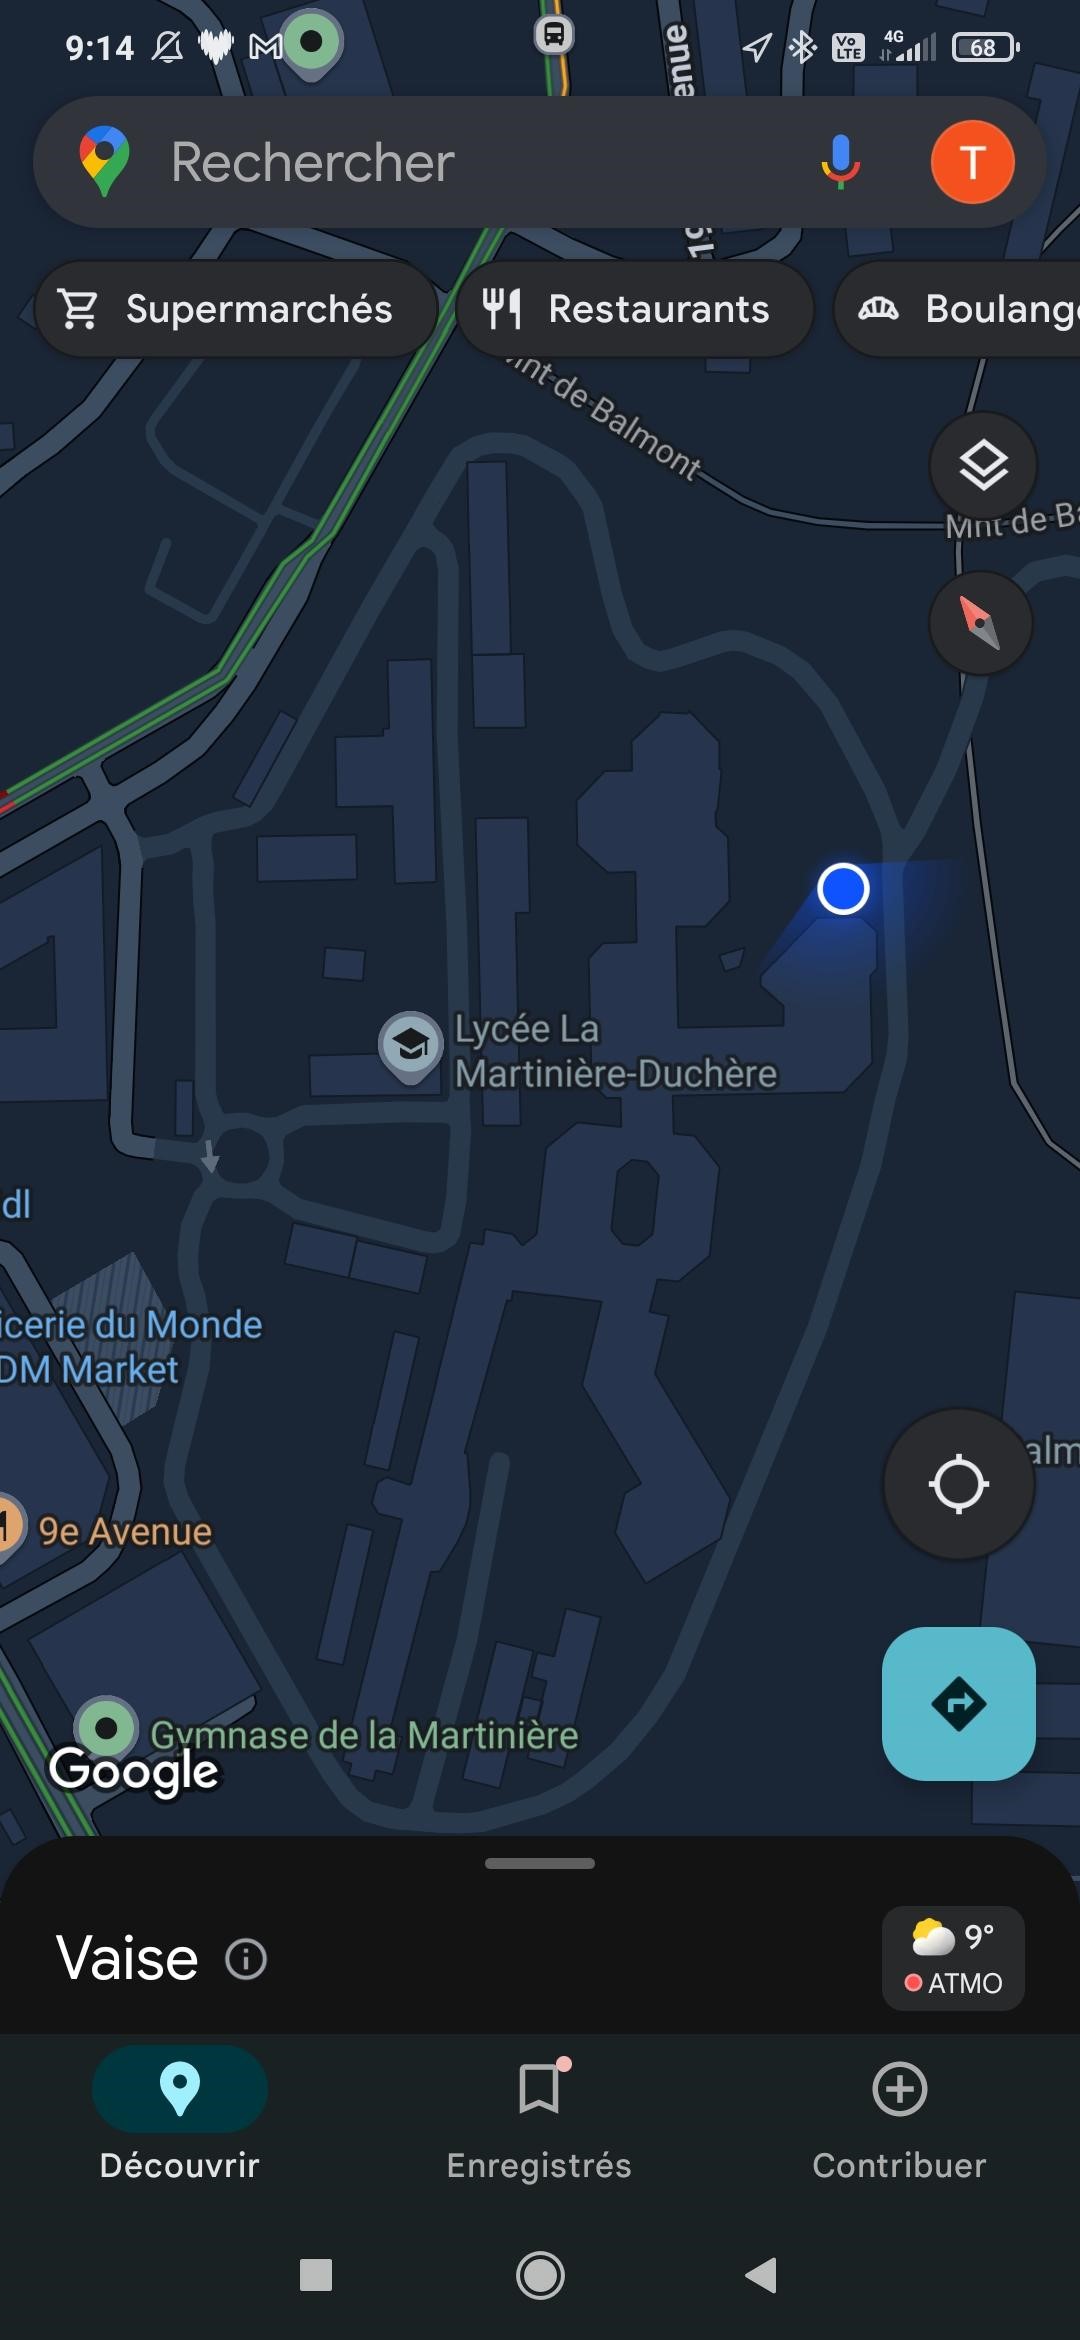 9:14
Vo
LTE
4G
68
enue
Rechercher
T
Supermarchés
Restaurants
Boulang
nt de Balmont
Mnt de Ba
Lycée La
Martinière-Duchère
dl
icerie du Monde
DM Market
alm
9e Avenue
Gymnase de la Martinière
Google
Vaise
9°
ATMO
Découvrir
Enregistrés
Contribuer